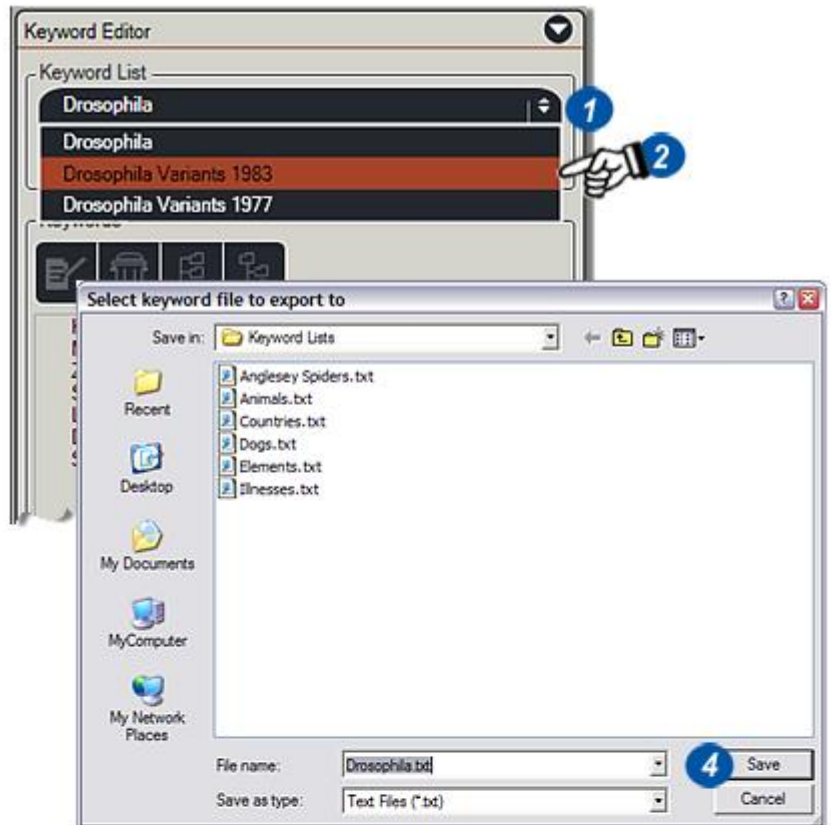 Keyword Editor
Keyword List
Drosophila
1
Drosophila
Drosophila Variants 1983
2
Drosophila Variants 1977
Keywords
Select keyword file to export to
Save in:
Keyword Lists
Anglesey Spiders.txt
Animals.txt
Countries.txt
Dogs.txt
Elements.txt
Illnesses.txt
Recent
Desktop
My Documents
MyComputer
My Network
Places
File name:
Drosophila.txt
4
Save
Save as type:
Text Files (*.txt)
Cancel